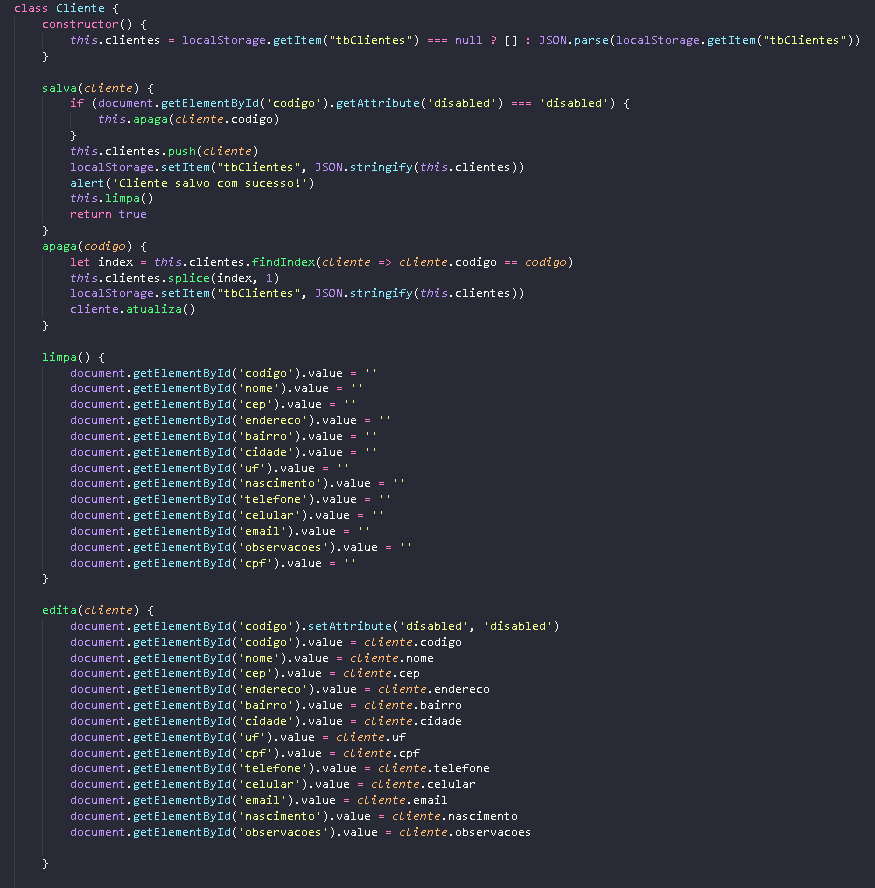 class Cliente {
    constructor() {
        this.clientes = localStorage.getItem("tbClientes") === null ? [] : JSON.parse(localStorage.getItem("tbClientes"))
    }

    salva(cliente) {
        if (document.getElementById('codigo').getAttribute('disabled') === 'disabled') {
            this.apaga(cliente.codigo)
        }
        this.clientes.push(cliente)
        localStorage.setItem("tbClientes", JSON.stringify(this.clientes))
        alert('Cliente salvo com sucesso!')
        this.limpa()
        return true
    }
    apaga(codigo) {
        let index = this.clientes.findIndex(cliente => cliente.codigo == codigo)
        this.clientes.splice(index, 1)
        localStorage.setItem("tbClientes", JSON.stringify(this.clientes))
        cliente.atualiza()
    }

    limpa() {
        document.getElementById('codigo').value = ''
        document.getElementById('nome').value = ''
        document.getElementById('cep').value = ''
        document.getElementById('endereco').value = ''
        document.getElementById('bairro').value = ''
        document.getElementById('cidade').value = ''
        document.getElementById('uf').value = ''
        document.getElementById('nascimento').value = ''
        document.getElementById('telefone').value = ''
        document.getElementById('celular').value = ''
        document.getElementById('email').value = ''
        document.getElementById('observacoes').value = ''
        document.getElementById('cpf').value = ''
    }

    edita(cliente) {
        document.getElementById('codigo').setAttribute('disabled', 'disabled')
        document.getElementById('codigo').value = cliente.codigo
        document.getElementById('nome').value = cliente.nome
        document.getElementById('cep').value = cliente.cep
        document.getElementById('endereco').value = cliente.endereco
        document.getElementById('bairro').value = cliente.bairro
        document.getElementById('cidade').value = cliente.cidade
        document.getElementById('uf').value = cliente.uf
        document.getElementById('cpf').value = cliente.cpf
        document.getElementById('telefone').value = cliente.telefone
        document.getElementById('celular').value = cliente.celular
        document.getElementById('email').value = cliente.email
        document.getElementById('nascimento').value = cliente.nascimento
        document.getElementById('observacoes').value = cliente.observacoes

    }